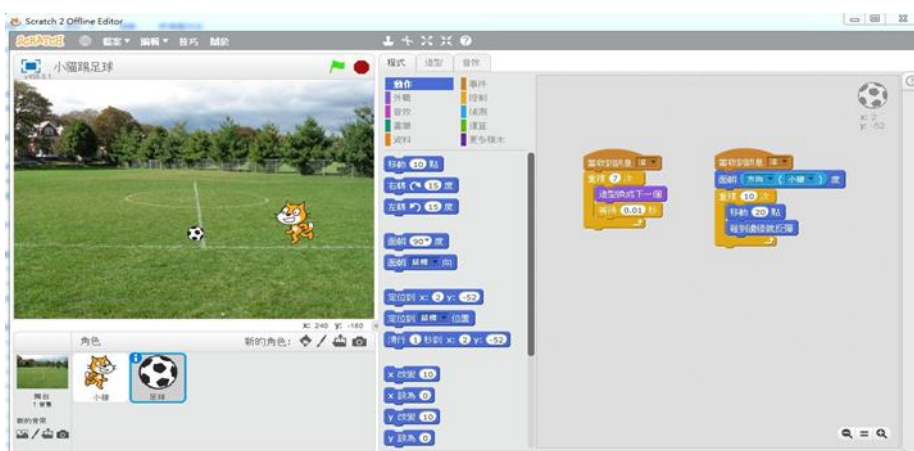 Scratch 2 Offline Editor
SCRATCH 檔案 編輯 技巧 關於
小貓踢足球
程式 造型 音效
動作 事件
外觀 控制
音效 偵測
畫筆 運算
資料 更多積木
移動 10 點
右轉 15 度
左轉 15 度
面朝 90 度
面朝 鼠標 向
定位到 x: 2 y: -52
定位到 鼠標 位置
滑行 1 秒到 x: 2 y: -52
x 改變 10
x 設為 0
y 改變 10
y 設為 0
x: 2
y: -52
當收到訊息
重複 7 次
造型換成下一個
等待 0.01 秒
當收到訊息
面朝 方向 小貓 度
重複 10 次
移動 20 點
碰到邊緣就反彈
x: 240 y: -180
角色 新的角色:
舞台
1 背景
小貓
足球
新的背景